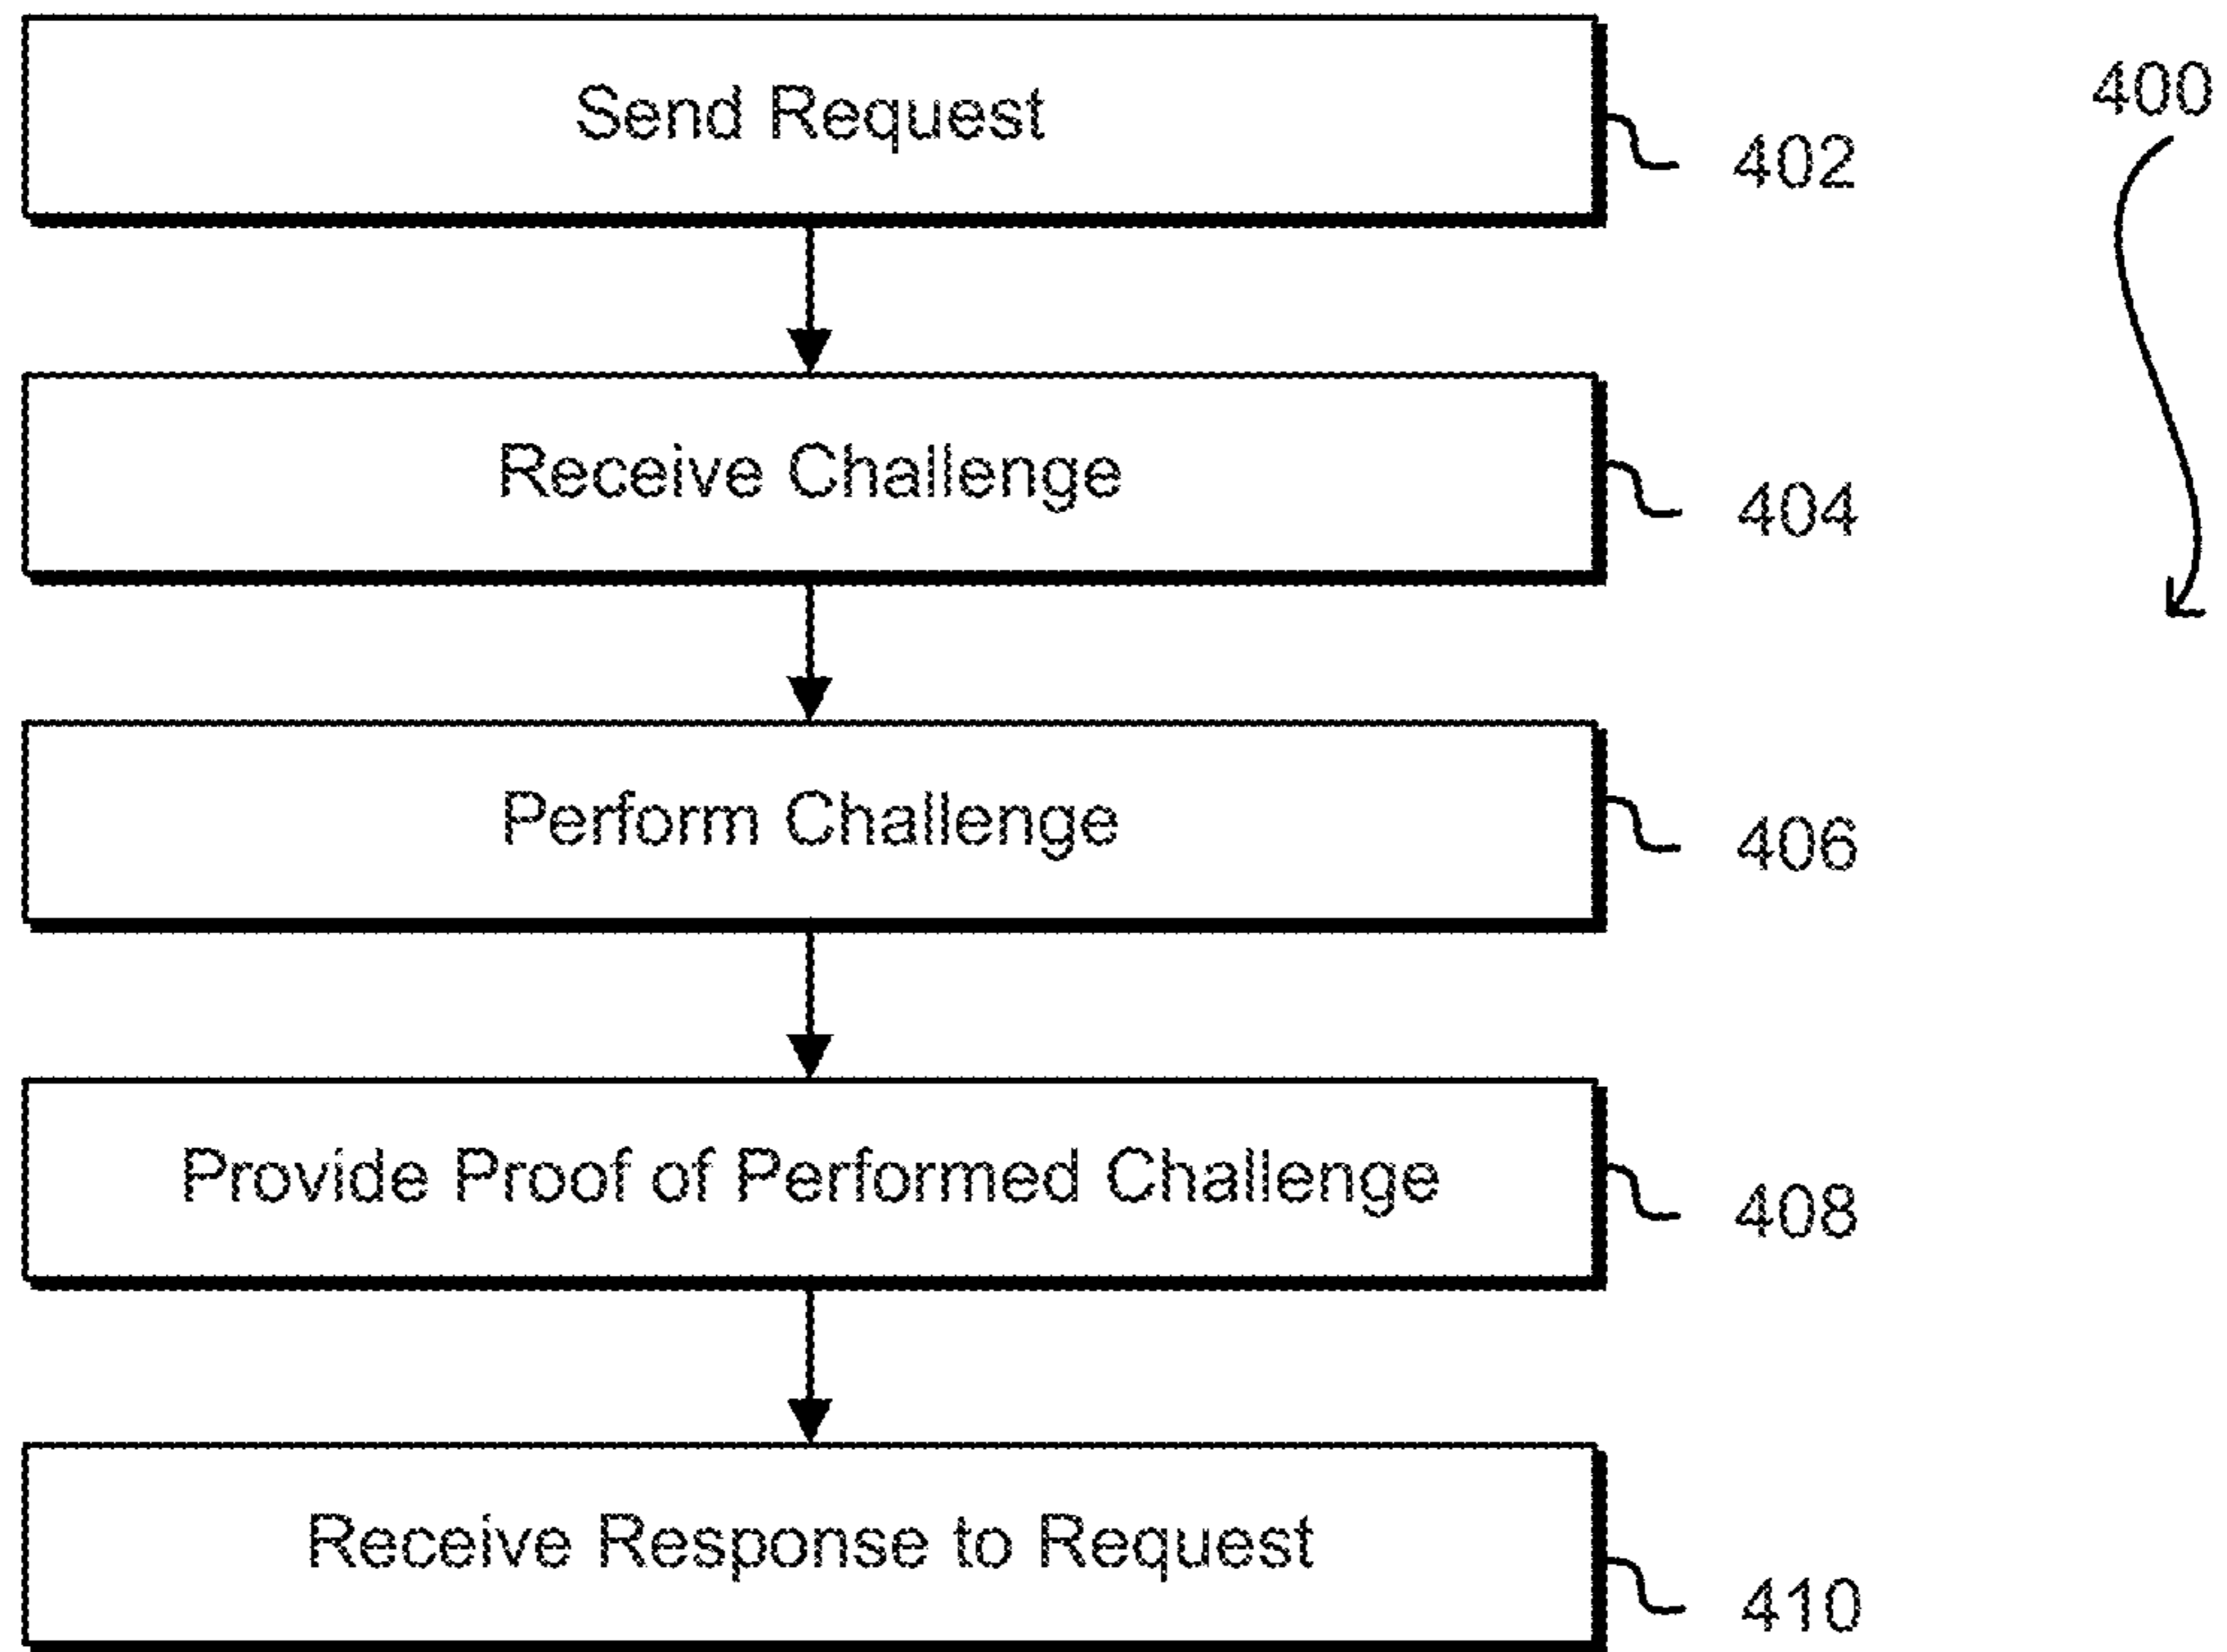 Send Request
400
402
Receive Challenge
404
Perform Challenge
406
Provide Proof of Performed Challenge
408
Receive Response to Request
410